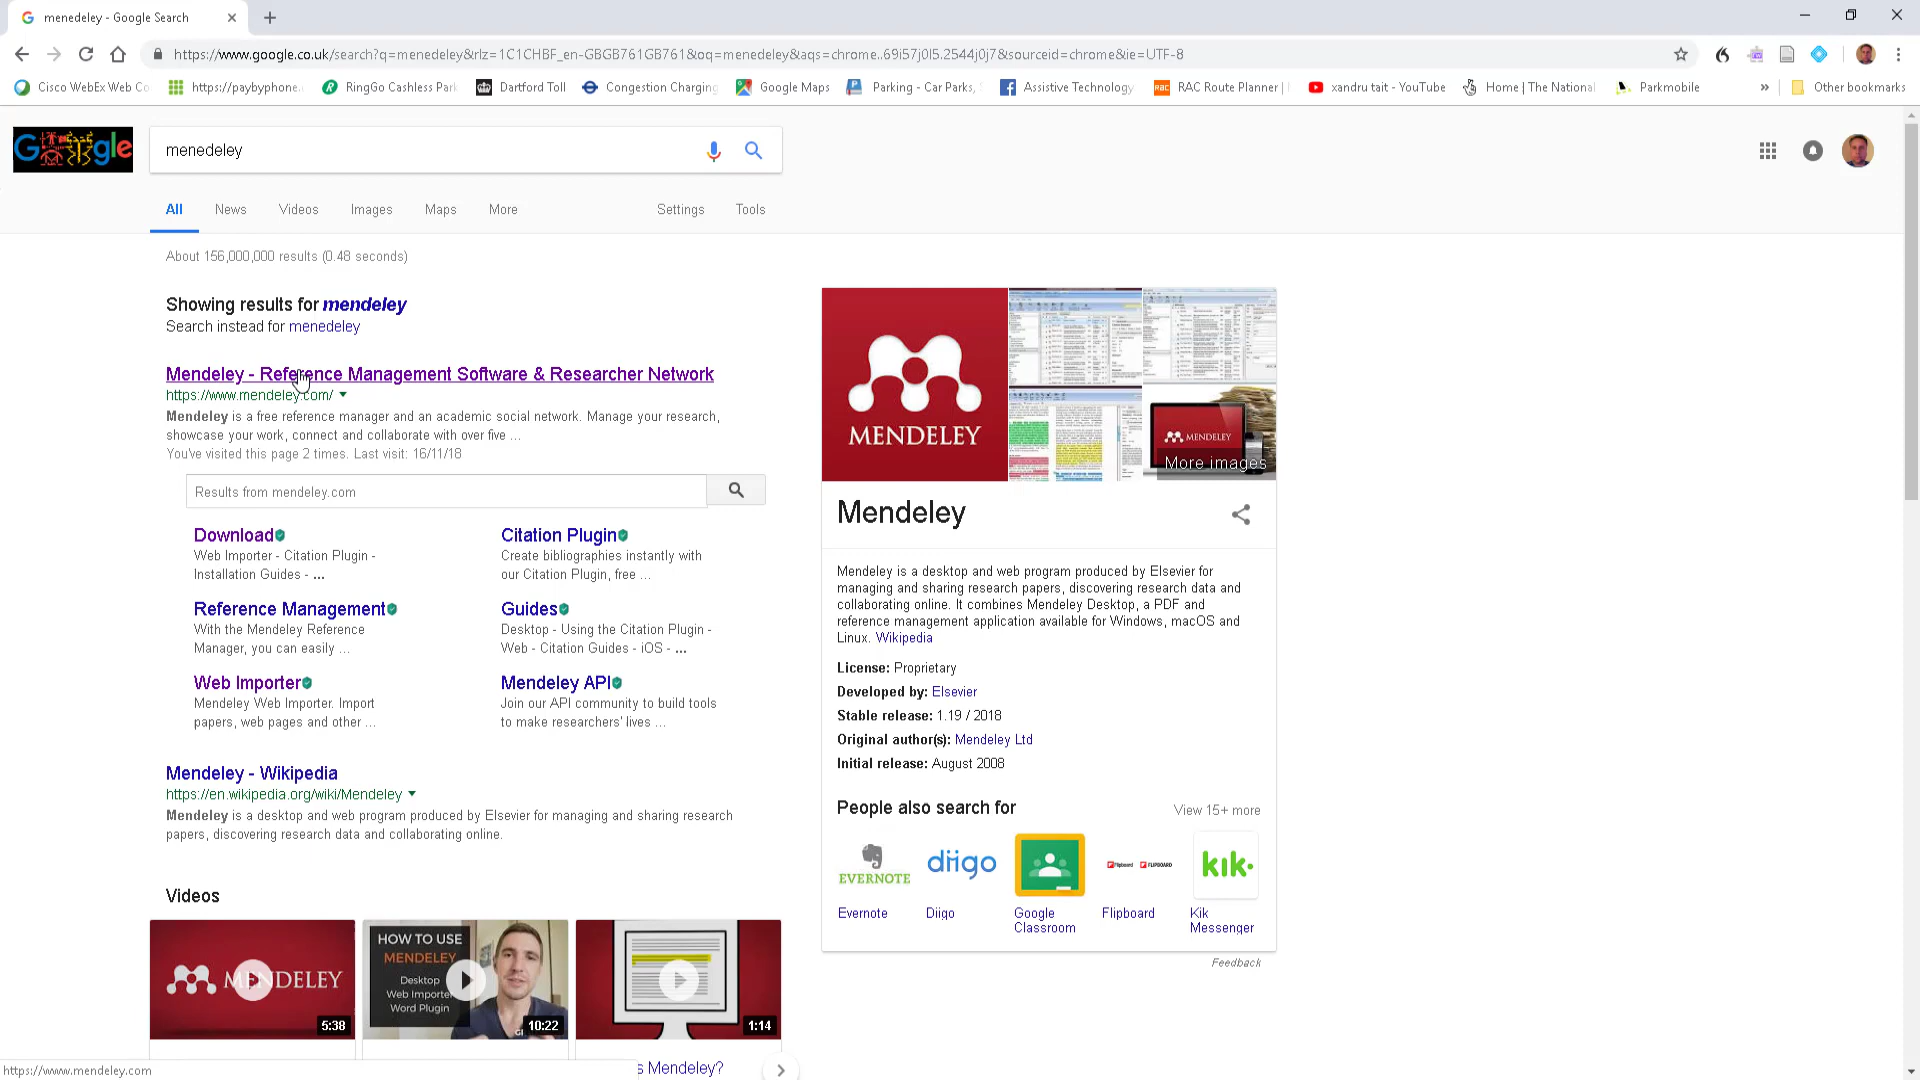 menedeley - Google Search
https://www.google.co.uk/search?q=menedeley&rlz=1C1CHBF_en-GBGB761GB761&oq=menedeley&aqs=chrome..69i57j0l5.2544j0j7&sourceid=chrome&ie=UTF-8
Cisco WebEx Web Co
https://paybyphone.
RingGo Cashless Park
Dartford Toll
Congestion Charging
Google Maps
Parking - Car Parks,
Assistive Technology
RAC
RAC Route Planner |
xandru tait - YouTube
Home | The National
Parkmobile
»
Other bookmarks
Google
menedeley
All
News
Videos
Images
Maps
More
Settings
Tools
About 156,000,000 results (0.48 seconds)
Showing results for mendeley
Search instead for menedeley
Mendeley - Reference Management Software & Researcher Network
https://www.mendeley.com/
Mendeley is a free reference manager and an academic social network. Manage your research,
showcase your work, connect and collaborate with over five ...
You've visited this page 2 times. Last visit: 16/11/18
Results from mendeley.com
Download
Web Importer - Citation Plugin -
Installation Guides - ...
Citation Plugin
Create bibliographies instantly with
our Citation Plugin, free ...
Reference Management
With the Mendeley Reference
Manager, you can easily ...
Guides
Desktop - Using the Citation Plugin -
Web - Citation Guides - iOS - ...
Web Importer
Mendeley Web Importer. Import
papers, web pages and other ...
Mendeley API
Join our API community to build tools
to make researchers' lives ...
Mendeley - Wikipedia
https://en.wikipedia.org/wiki/Mendeley
Mendeley is a desktop and web program produced by Elsevier for managing and sharing research
papers, discovering research data and collaborating online.
Videos
MENDELEY
5:38
HOW TO USE
MENDELEY
Desktop
Web Importer
Word Plugin
10:22
1:14
s Mendeley?
https://www.mendeley.com
MENDELEY
MENDELEY
More images
Mendeley
Mendeley is a desktop and web program produced by Elsevier for
managing and sharing research papers, discovering research data and
collaborating online. It combines Mendeley Desktop, a PDF and
reference management application available for Windows, macOS and
Linux. Wikipedia
License: Proprietary
Developed by: Elsevier
Stable release: 1.19 / 2018
Original author(s): Mendeley Ltd
Initial release: August 2008
People also search for
View 15+ more
EVERNOTE
diigo
Flipboard
FLIPBOARD
kik·
Evernote
Diigo
Google
Classroom
Flipboard
Kik
Messenger
Feedback